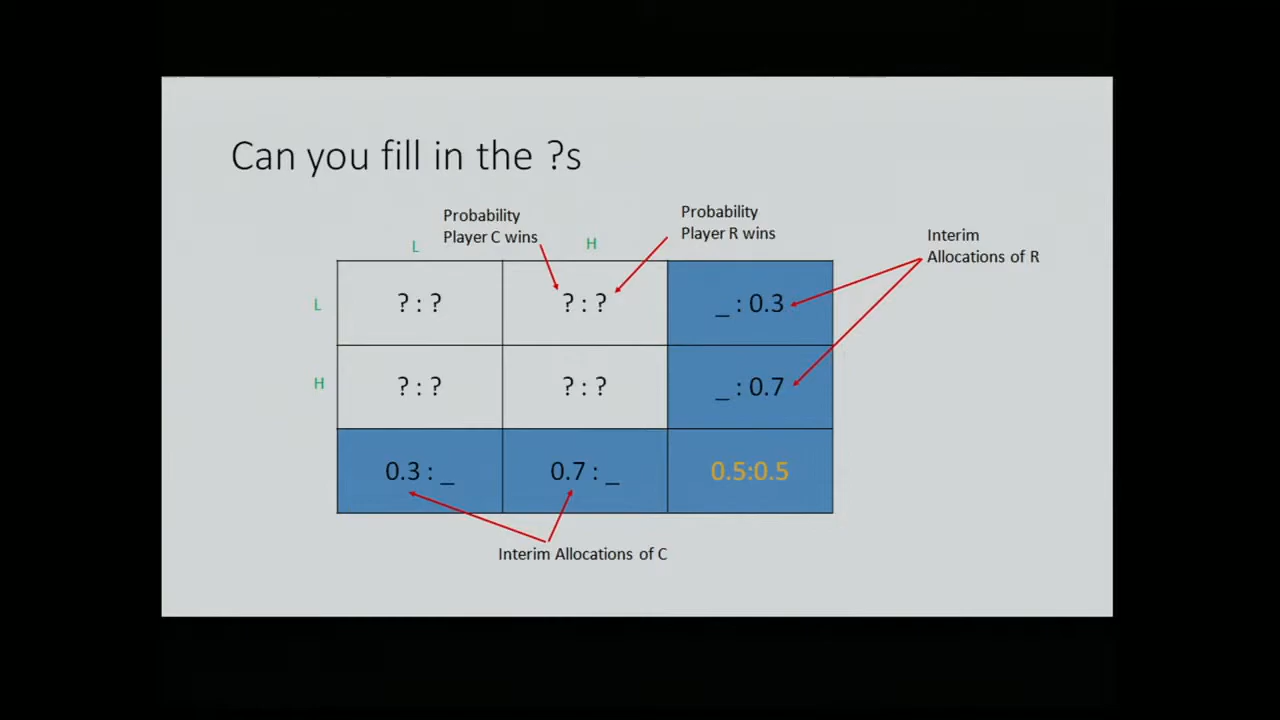 Can you fill in the ?s
Probability
Player C wins
Probability
Player R wins
Interim
Allocations of R
L
H
L
? : ?
? : ?
_ : 0.3
H
? : ?
? : ?
_ : 0.7
0.3 : _
0.7 : _
0.5:0.5
Interim Allocations of C